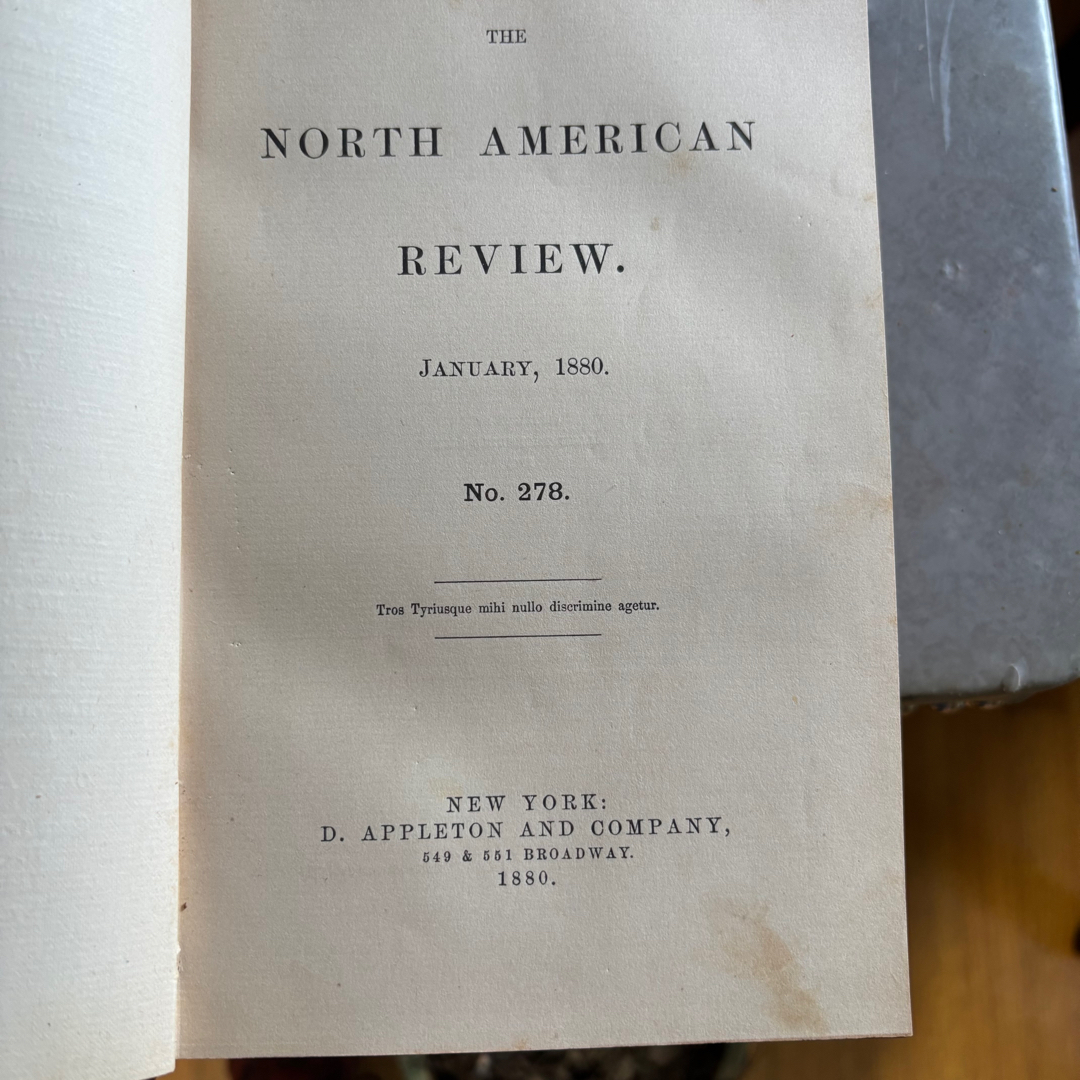 THE
NORTH AMERICAN
REVIEW.
JANUARY, 1880.
No. 278.
Tros Tyriusque mihi nullo discrimine agetur.
NEW YORK:
D. APPLETON AND COMPANY,
549 & 551 BROADWAY.
1880.